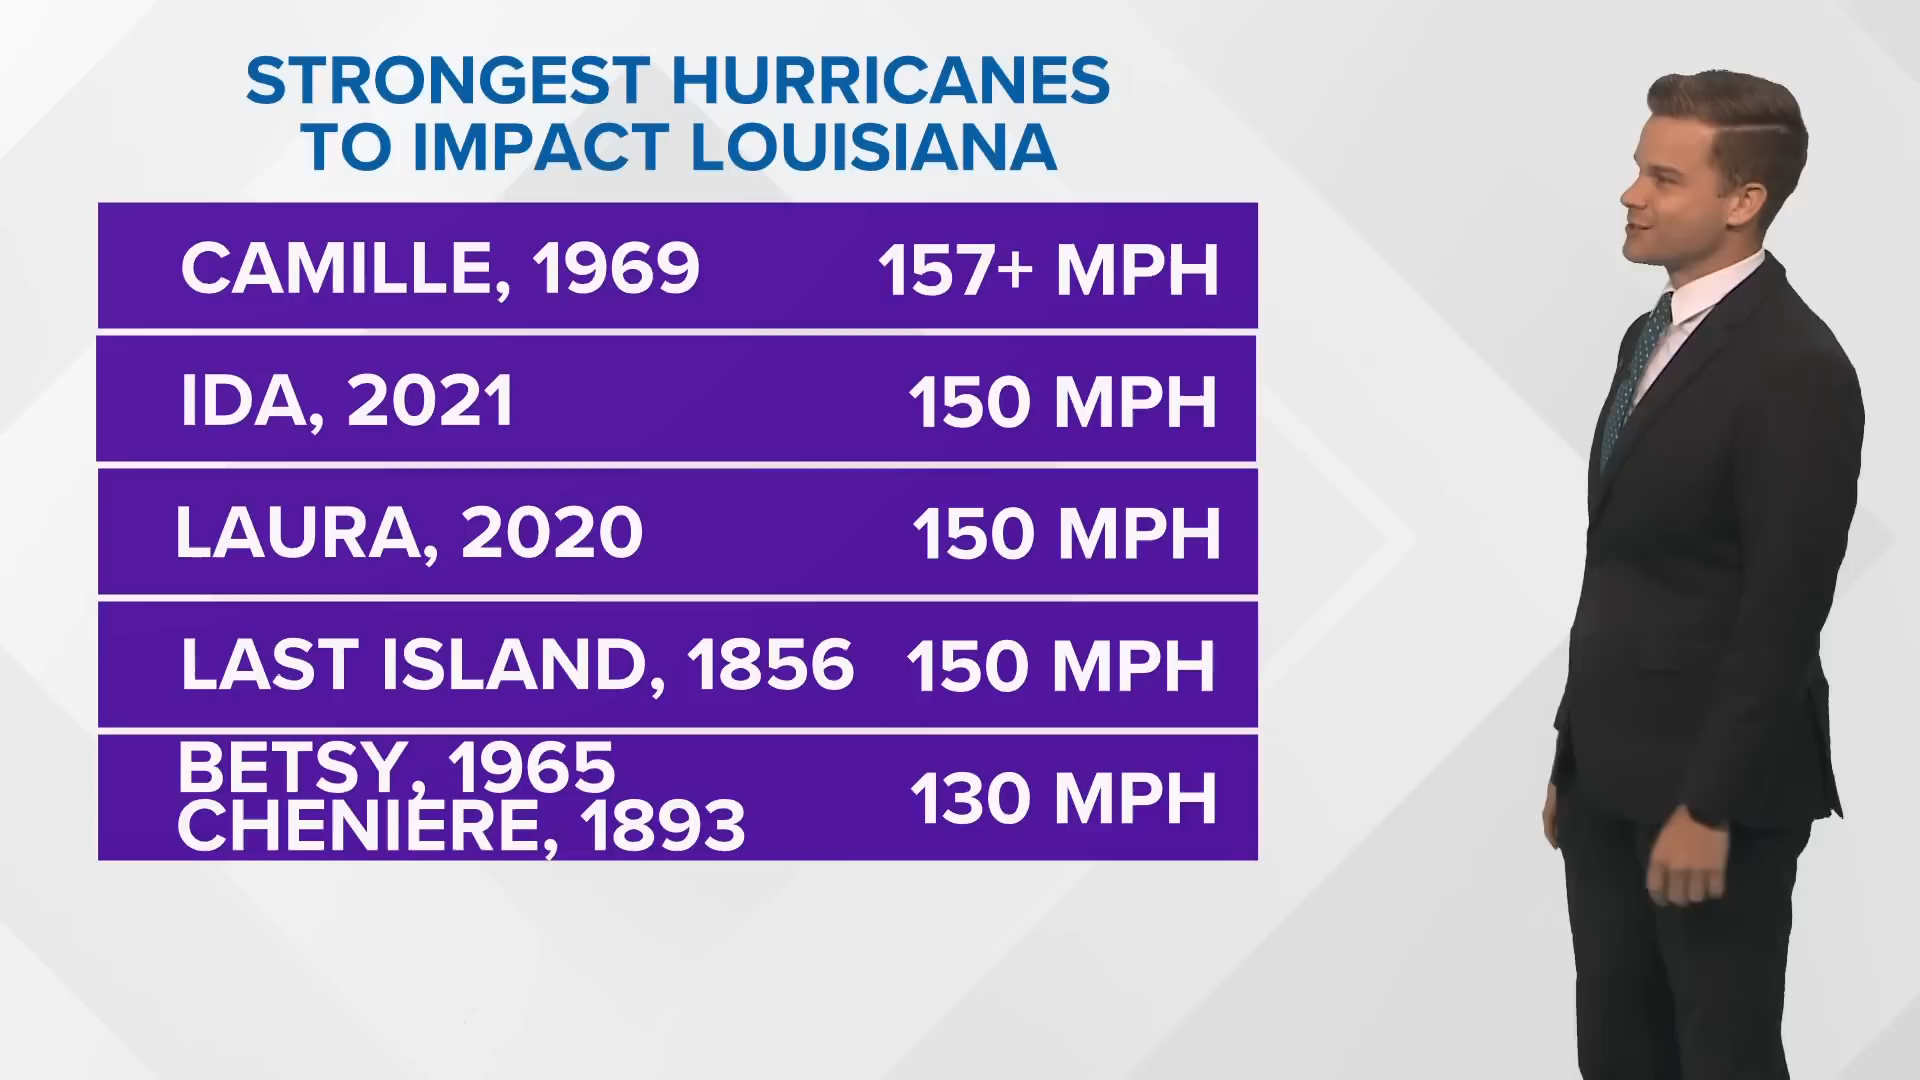 STRONGEST HURRICANES
TO IMPACT LOUISIANA
CAMILLE, 1969 157+ MPH
IDA, 2021 150 MPH
LAURA, 2020 150 MPH
LAST ISLAND, 1856 150 MPH
BETSY, 1965
CHENIERE, 1893 130 MPH